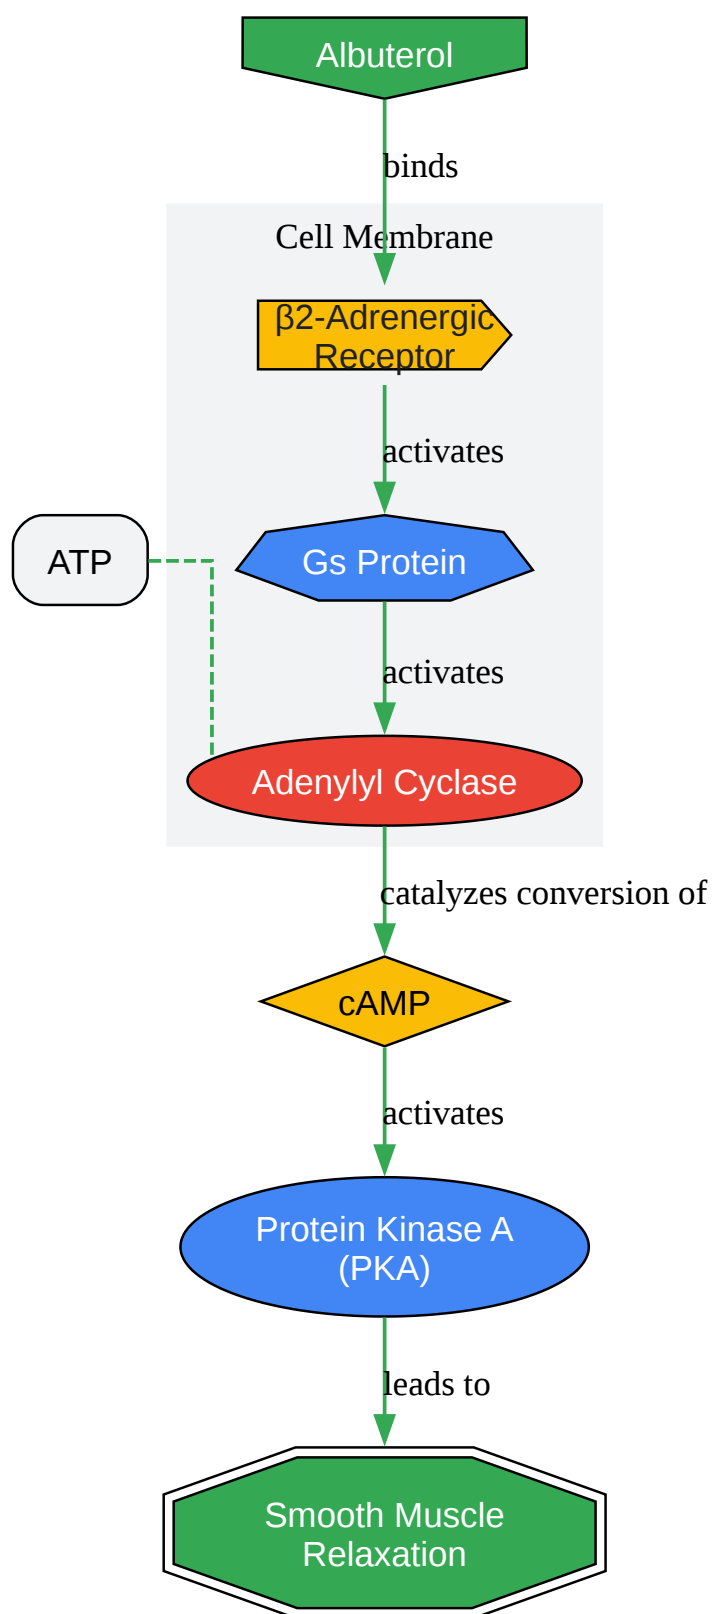 Albuterol
binds
Cell Membrane
β2-Adrenergic
Receptor
activates
ATP
Gs Protein
activates
Adenylyl Cyclase
catalyzes conversion of
cAMP
activates
Protein Kinase A
(PKA)
leads to
Smooth Muscle
Relaxation